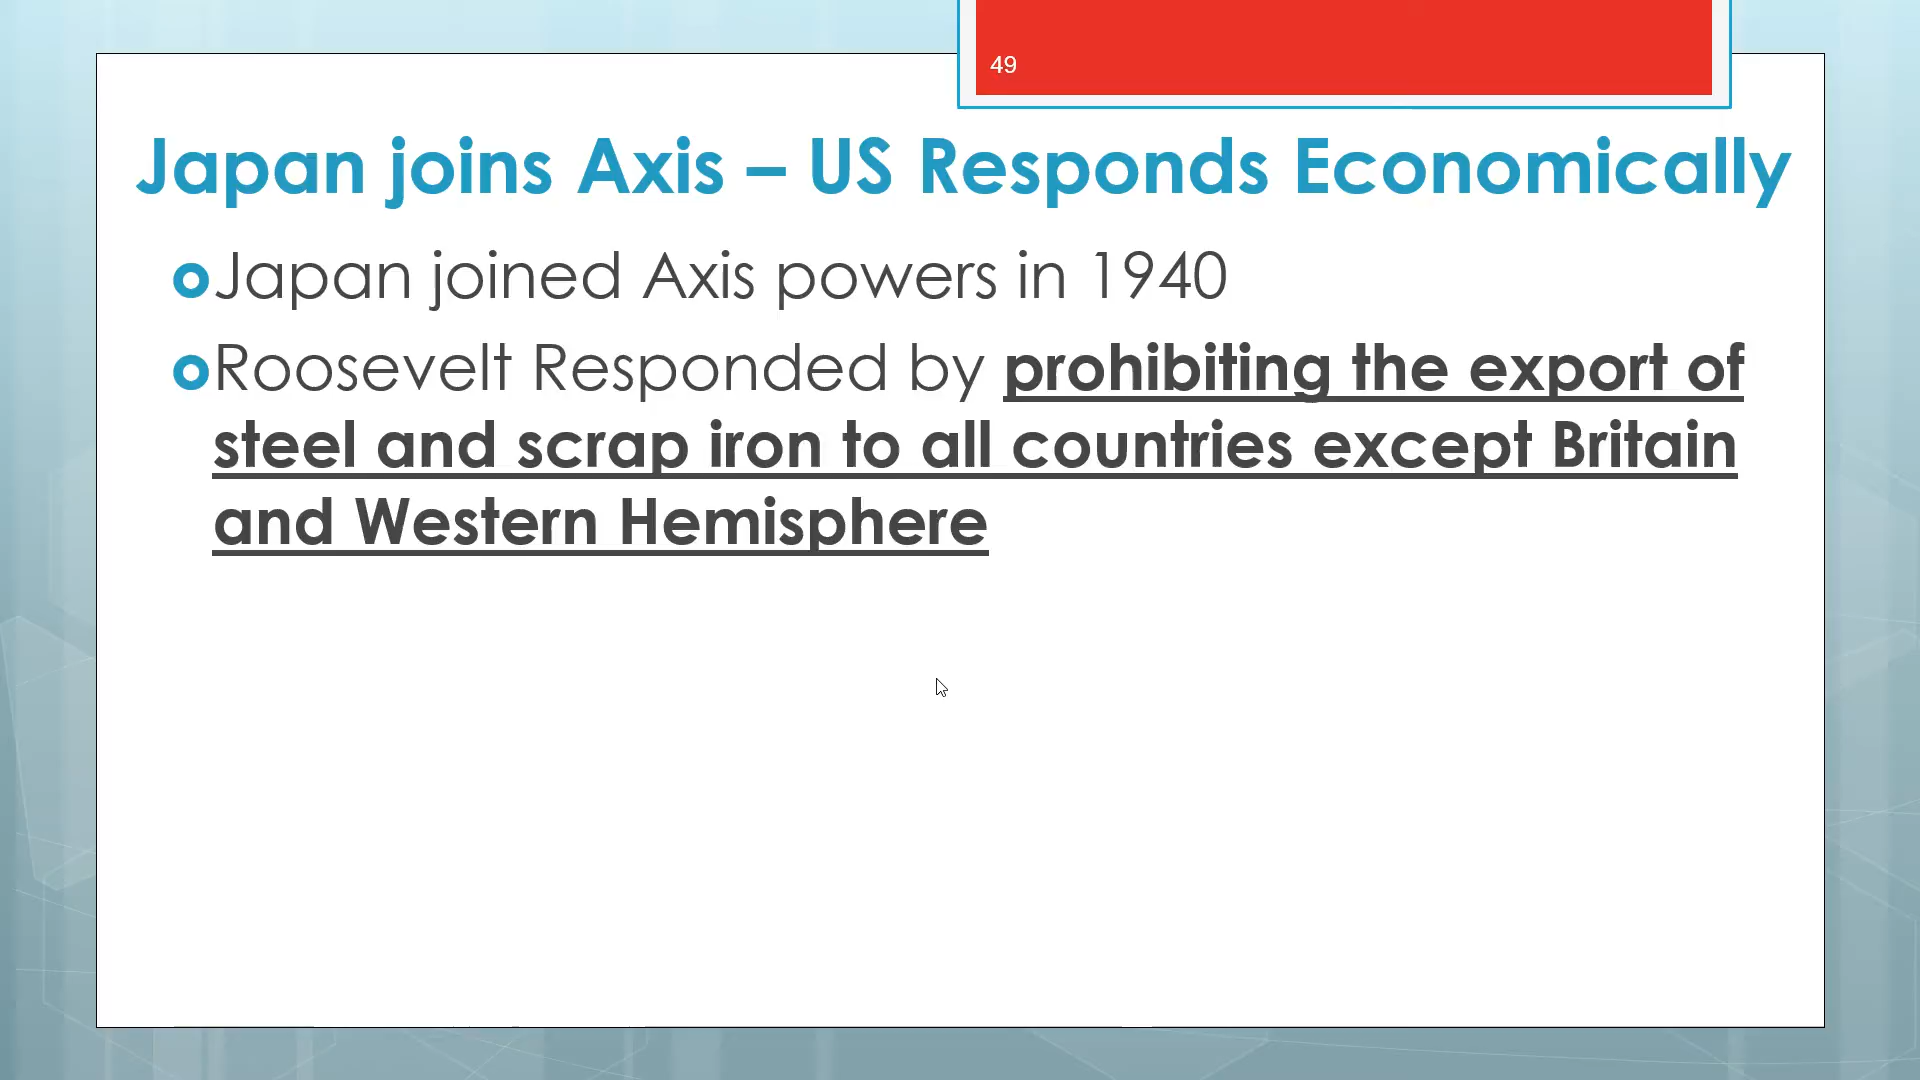 49
Japan joins Axis – US Responds Economically
Japan joined Axis powers in 1940
Roosevelt Responded by prohibiting the export of
steel and scrap iron to all countries except Britain
and Western Hemisphere